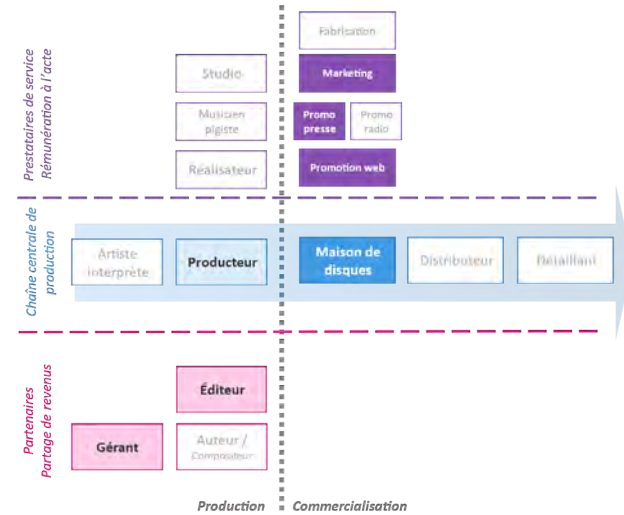 Prestataires de service
Rémunération à l'acte
Fabrication
Studio
Marketing
Musicien
pigiste
Promo
presse
Promo
radio
Réalisateur
Promotion web
Chaîne centrale de
production
Artiste
interprète
Producteur
Maison de
disques
Distributeur
Détaillant
Partenaires
Partage de revenus
Éditeur
Gérant
Auteur /
Compositeur
Production
Commercialisation